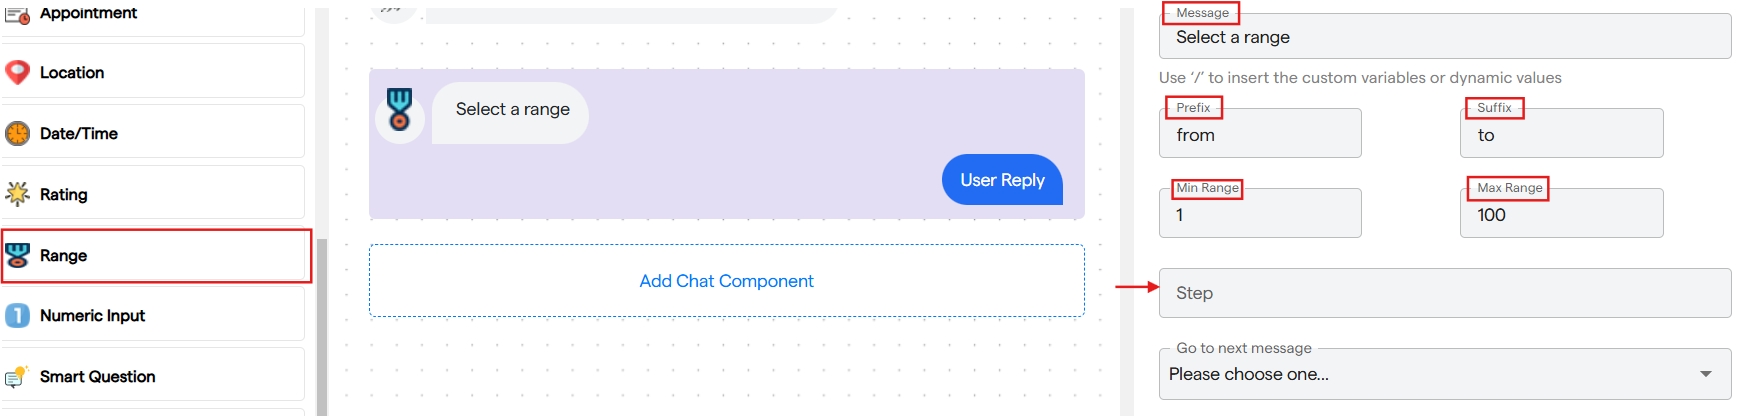 Appointment
Location
Date/Time
Rating
Range
Numeric Input
Smart Question
Select a range
User Reply
Add Chat Component
Message
Select a range
Use ‘/’ to insert the custom variables or dynamic values
Prefix
from
Suffix
to
Min Range
1
Max Range
100
Step
Go to next message
Please choose one...